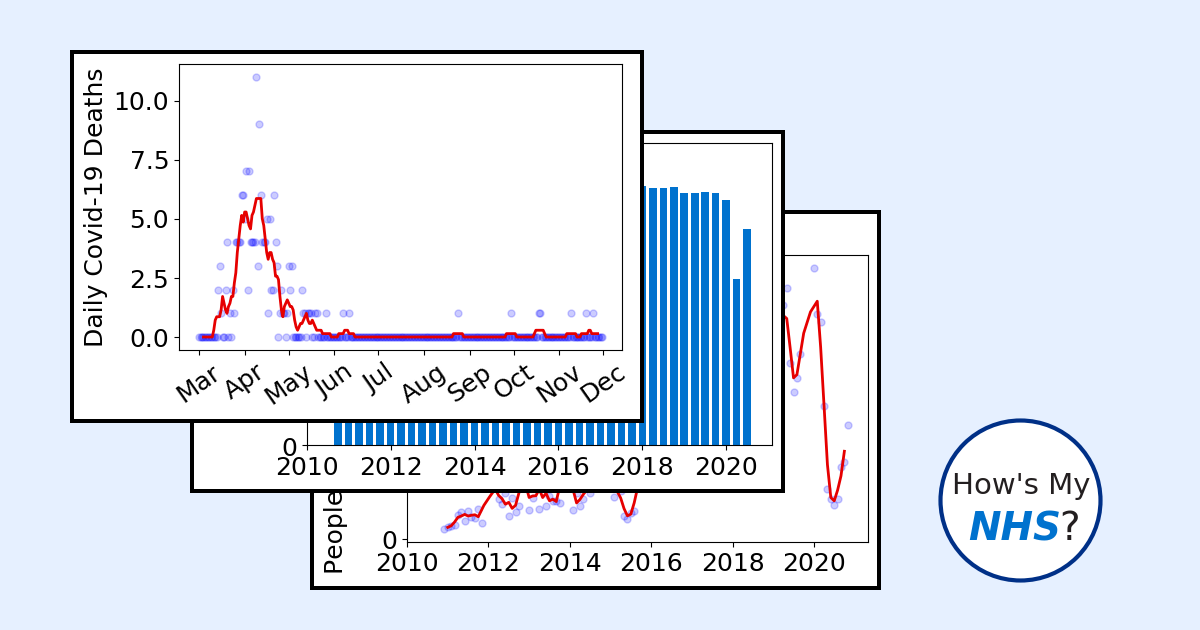 Daily Covid-19 Deaths
10.0
7.5
5.0
2.5
0.0
Mar Apr May Jun Jul Aug Sep Oct Nov Dec
0
2010 2012 2014 2016 2018 2020
People
0
2010 2012 2014 2016 2018 2020
How's My
NHS?